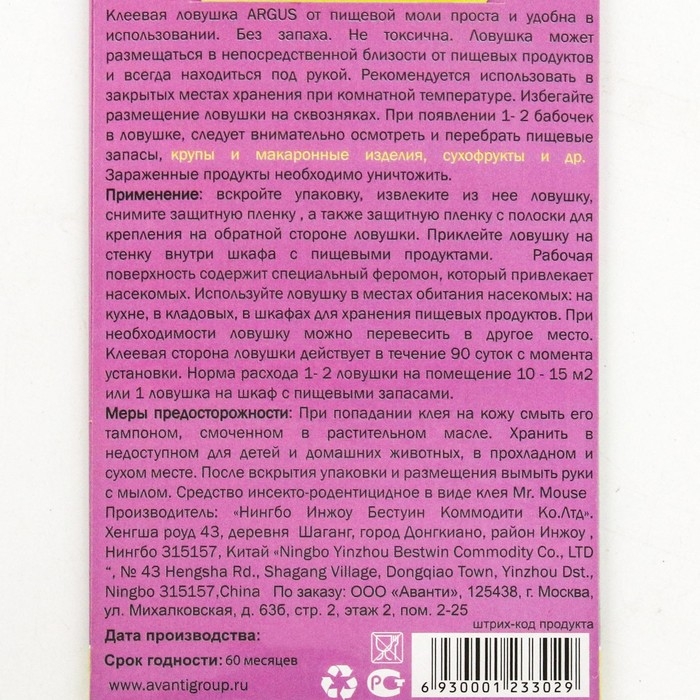 Клеевая ловушка ARGUS от пищевой моли проста и удобна в
использовании. Без запаха. Не токсична. Ловушка может
размещаться в непосредственной близости от пищевых продуктов
и всегда находиться под рукой. Рекомендуется использовать в
закрытых местах хранения при комнатной температуре. Избегайте
размещение ловушки на сквозняках. При появлении 1- 2 бабочек
в ловушке, следует внимательно осмотреть и перебрать пищевые
запасы, крупы и макаронные изделия, сухофрукты и др.
Зараженные продукты необходимо уничтожить.
Применение: вскройте упаковку, извлеките из нее ловушку,
снимите защитную пленку , а также защитную пленку с полоски для
крепления на обратной стороне ловушки. Приклейте ловушку на
стенку внутри шкафа с пищевыми продуктами. Рабочая
поверхность содержит специальный феромон, который привлекает
насекомых. Используйте ловушку в местах обитания насекомых: на
кухне, в кладовых, в шкафах для хранения пищевых продуктов. При
необходимости ловушку можно перевесить в другое место.
Клеевая сторона ловушки действует в течение 90 суток с момента
установки. Норма расхода 1- 2 ловушки на помещение 10 - 15 м2
или 1 ловушка на шкаф с пищевыми запасами.
Меры предосторожности: При попадании клея на кожу смыть его
тампоном, смоченном в растительном масле. Хранить в
недоступном для детей и домашних животных, в прохладном и
сухом месте. После вскрытия упаковки и размещения вымыть руки
с мылом. Средство инсекто-родентицидное в виде клея Mr. Mouse
Производитель: «Нингбо Инжоу Бестуин Коммодити Ко.Лтд».
Хенгша роуд 43, деревня Шаганг, город Донгкиано, район Инжоу ,
Нингбо 315157, Китай «Ningbo Yinzhou Bestwin Commodity Co., LTD
“, № 43 Hengsha Rd., Shagang Village, Dongqiao Town, Yinzhou Dst.,
Ningbo 315157,China По заказу: ООО «Аванти», 125438, г. Москва,
ул. Михалковская, д. 63б, стр. 2, этаж 2, пом. 2-25
штрих-код продукта
Дата производства:
Срок годности: 60 месяцев
www.avantigroup.ru
РСТ
6 930001 233029